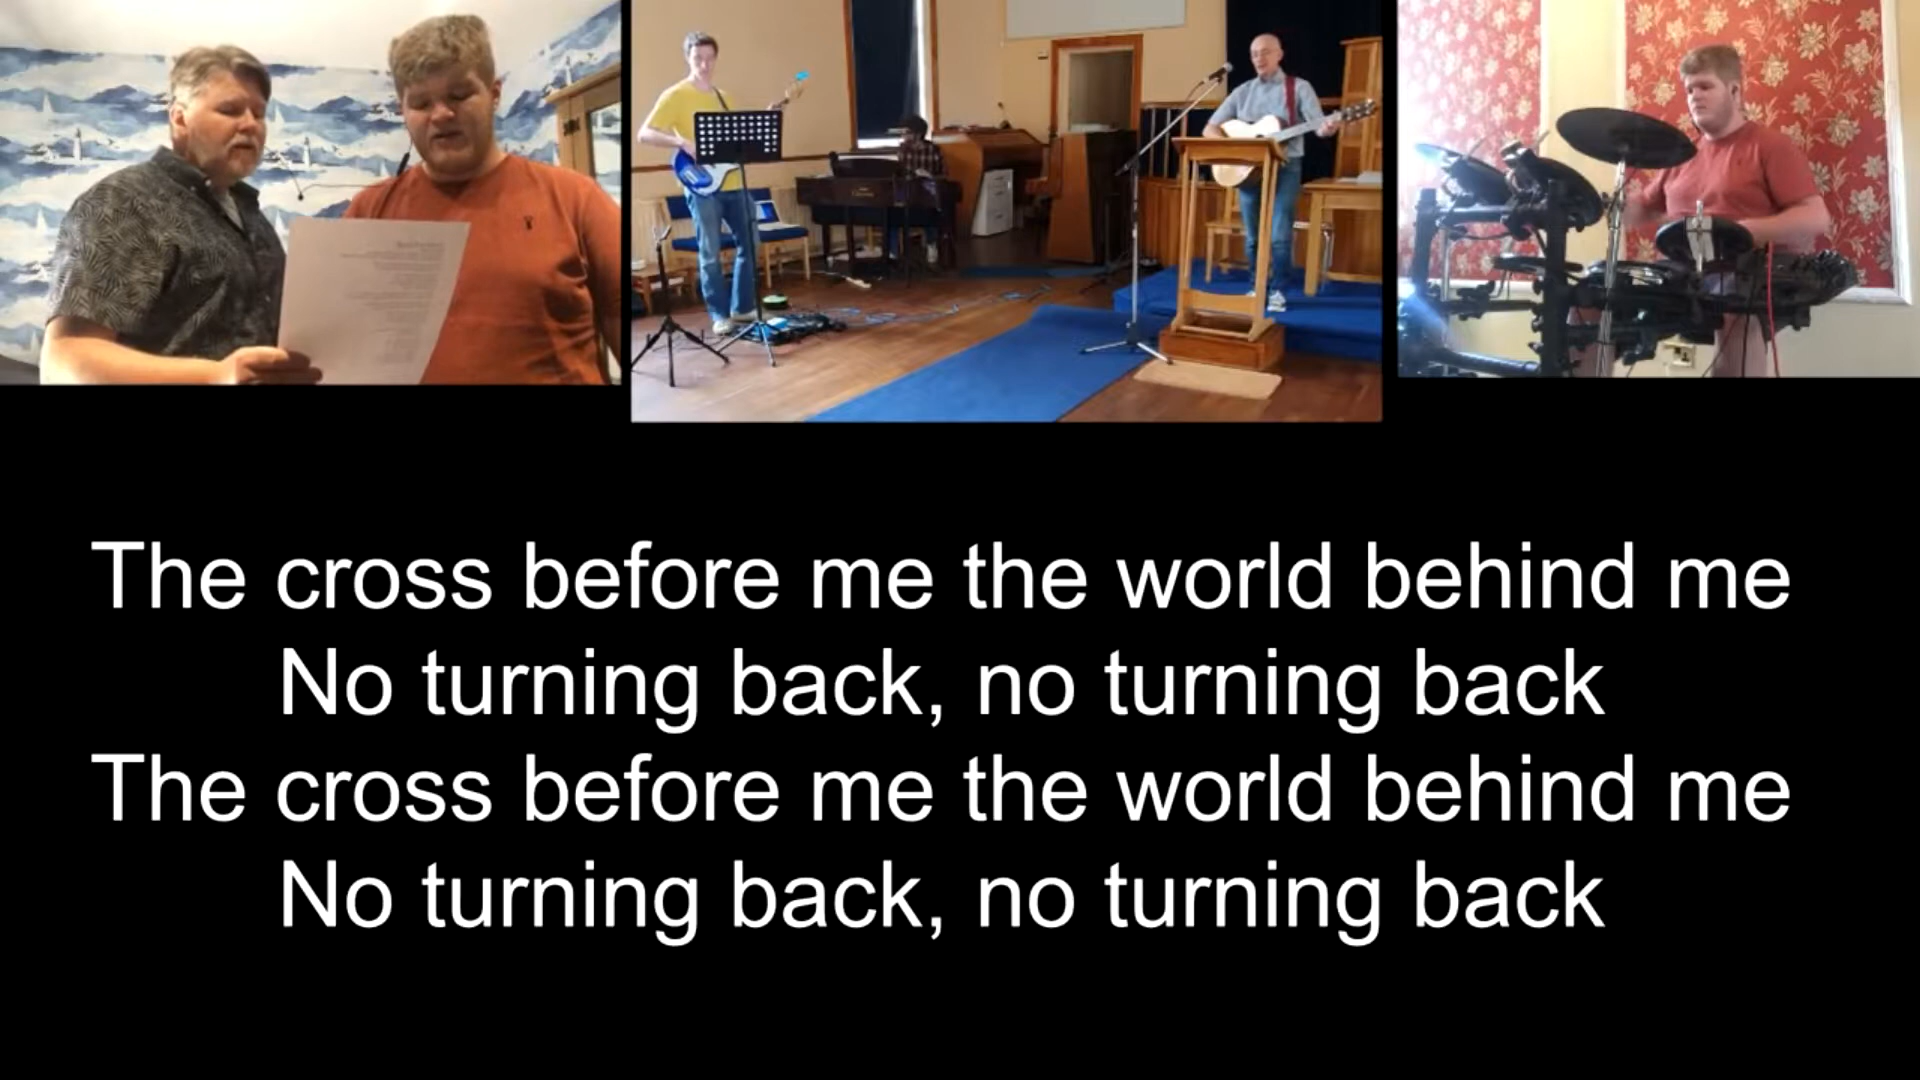 The cross before me the world behind me
No turning back, no turning back
The cross before me the world behind me
No turning back, no turning back